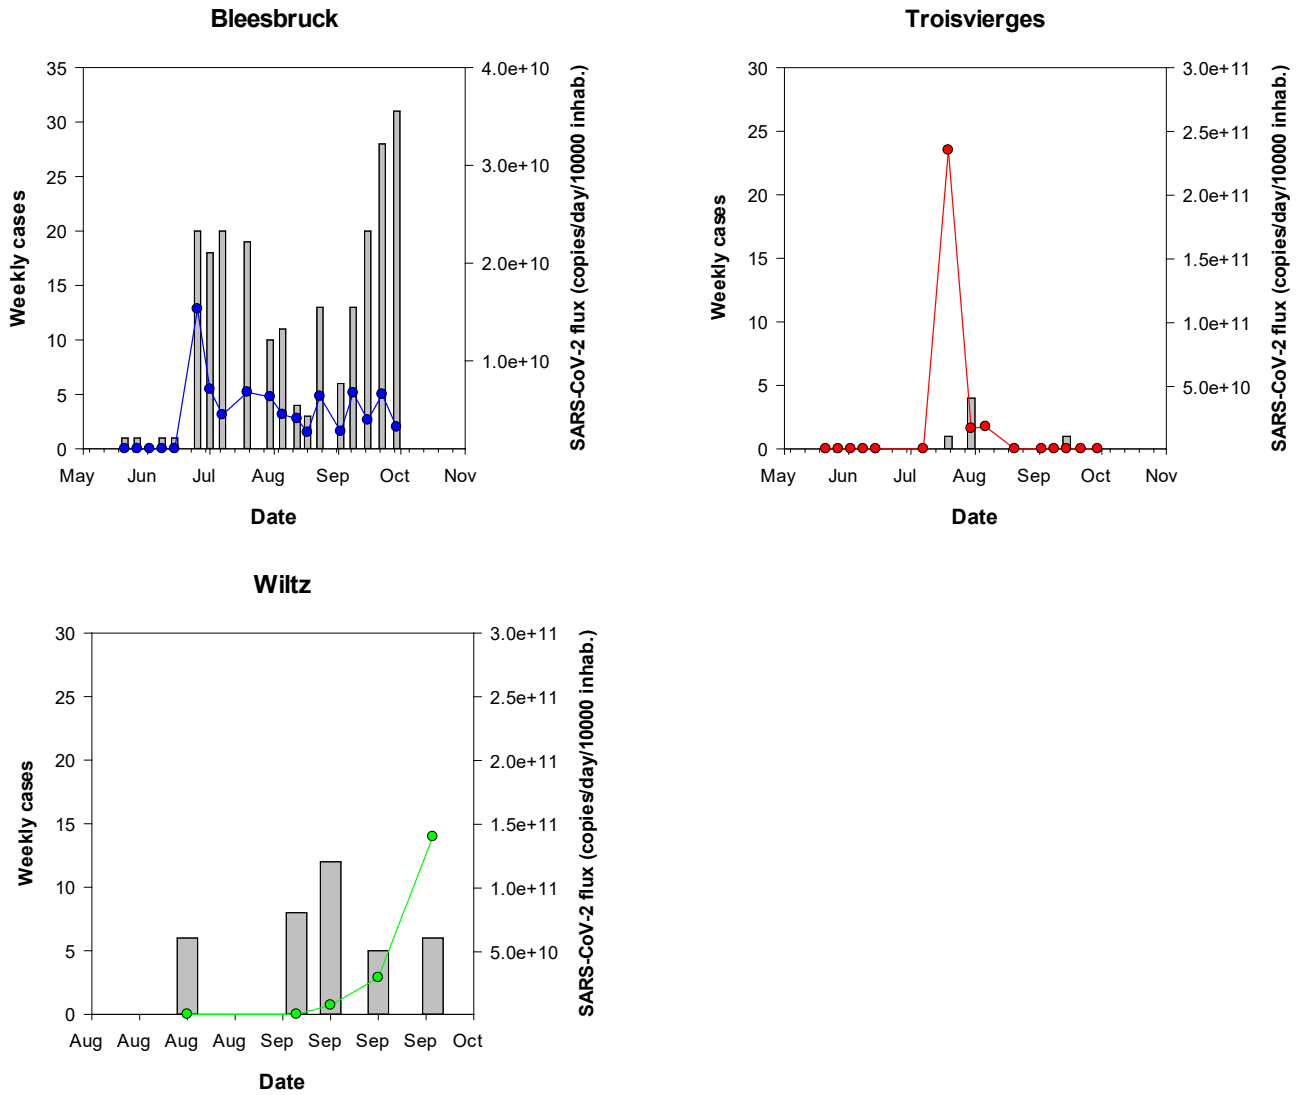 Bleesbruck
35
30
25
20
15
10
5
0
Weekly cases
4.0e+10
3.0e+10
2.0e+10
1.0e+10
SARS-CoV-2 flux (copies/day/10000 inhab.)
May Jun Jul Aug Sep Oct Nov
Date
Troisvierges
30
25
20
15
10
5
0
Weekly cases
3.0e+11
2.5e+11
2.0e+11
1.5e+11
1.0e+11
5.0e+10
SARS-CoV-2 flux (copies/day/10000 inhab.)
May Jun Jul Aug Sep Oct Nov
Date
Wiltz
30
25
20
15
10
5
0
Weekly cases
3.0e+11
2.5e+11
2.0e+11
1.5e+11
1.0e+11
5.0e+10
SARS-CoV-2 flux (copies/day/10000 inhab.)
Aug Aug Aug Aug Sep Sep Sep Sep Oct
Date